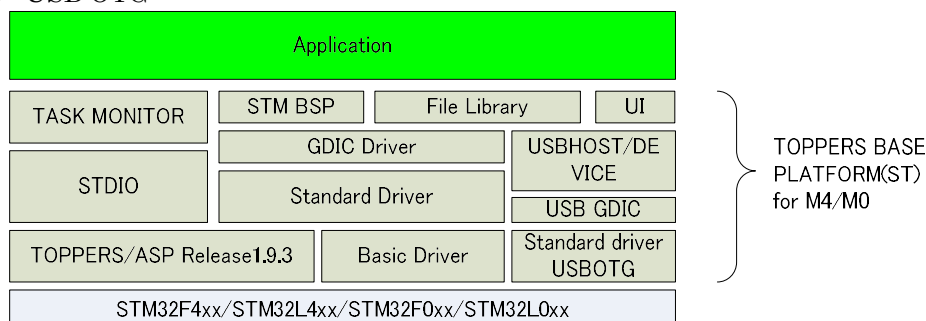 USB OTG
Application
TASK MONITOR
STM BSP
File Library
UI
GDIC Driver
USBHOST/DE
VICE
STDIO
Standard Driver
USB GDIC
TOPPERS/ASP Release1.9.3
Basic Driver
Standard driver
USBOTG
STM32F4xx/STM32L4xx/STM32F0xx/STM32L0xx
TOPPERS BASE
PLATFORM(ST)
for M4/M0